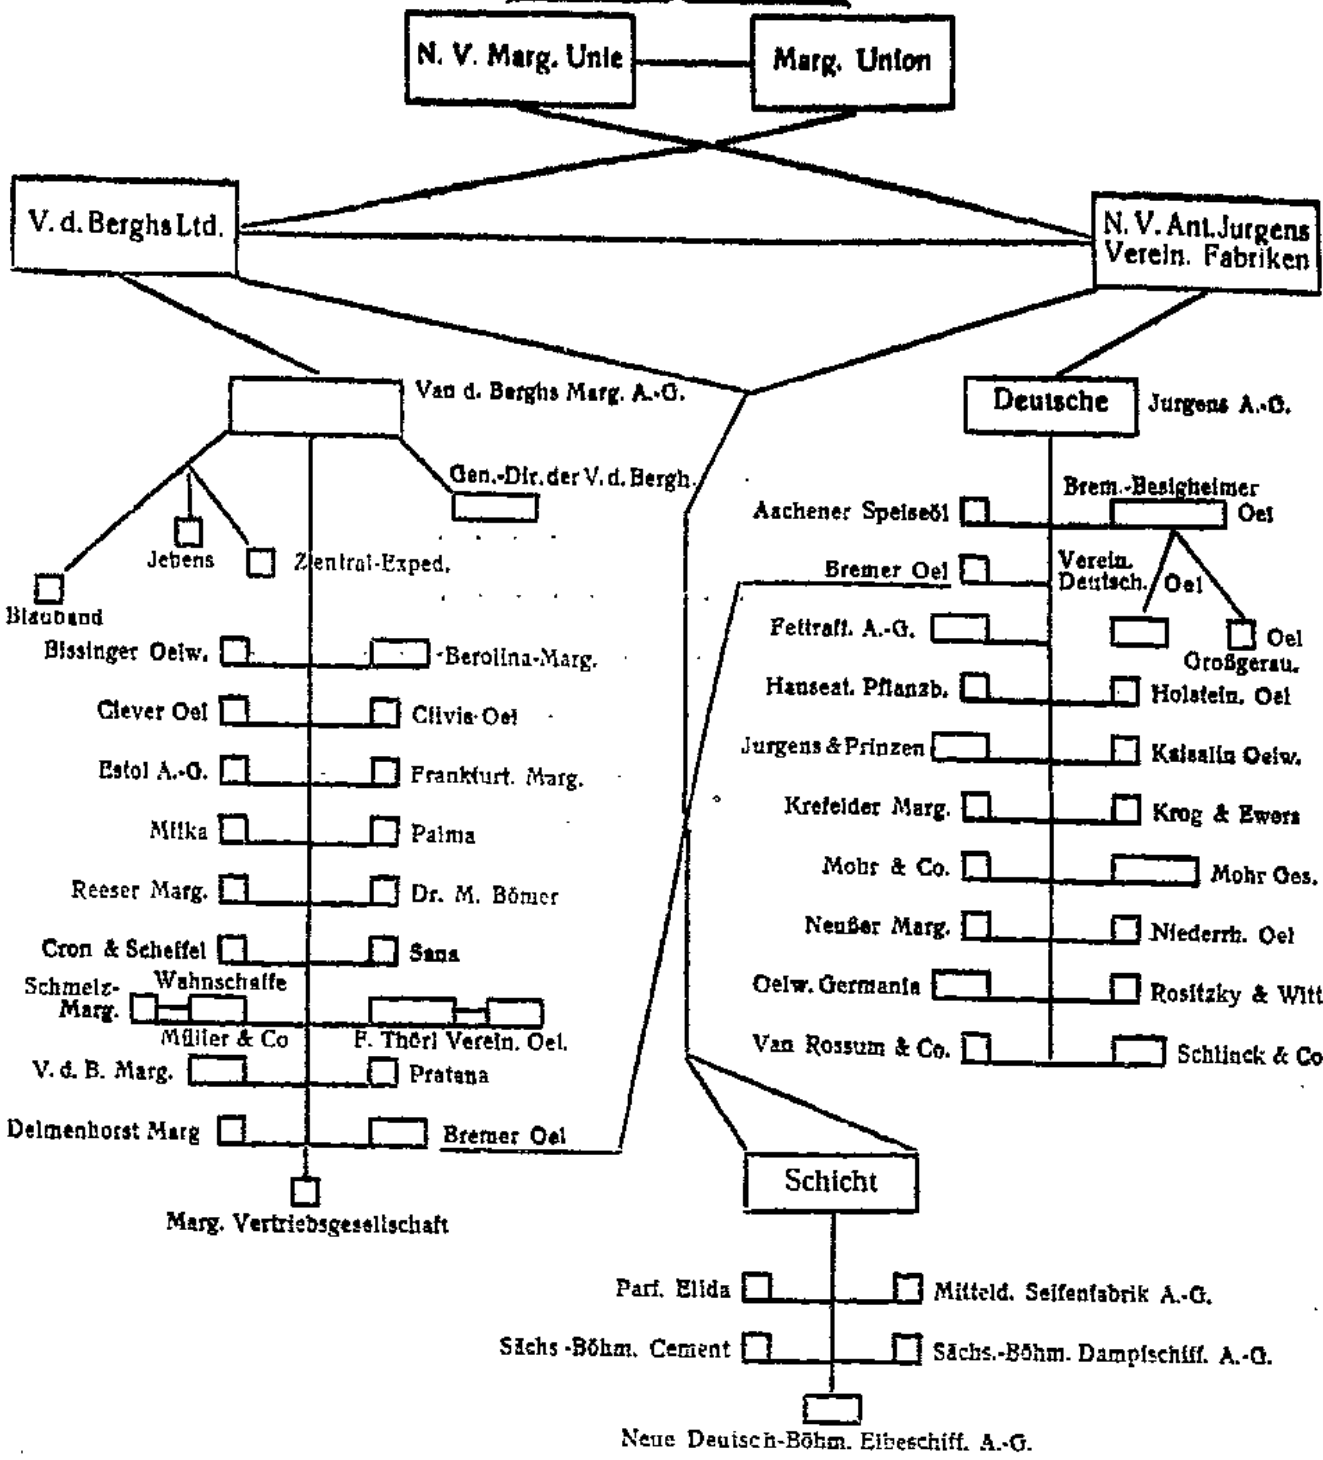 N. V. Marg. Unie
Marg. Union
V. d. Berghs Ltd.
N. V. Ant. Jurgens
Verein. Fabriken
Van d. Berghs Marg. A.-G.
Deutsche Jurgens A.-G.
Gen.-Dir. der V. d. Bergh.
Jebens
Zentral-Exped.
Blauband
Bissinger Oelw.
Berolina-Marg.
Clever Oel
Clivia-Oel
Estol A.-G.
Frankfurt. Marg.
Milka
Palma
Reeser Marg.
Dr. M. Bömer
Cron & Scheffel
Sana
Schmelz-
Marg.
Wahnschaffe
Müller & Co
F. Thörl Verein. Oel.
V. d. B. Marg.
Pratana
Delmenhorst Marg
Bremer Oel
Marg. Vertriebsgesellschaft
Aachener Speiseöl
Brem.-Besigheimer
Oel
Bremer Oel
Verein.
Deutsch. Oel
Fettraff. A.-G.
Oel
Großgerau.
Hanseat. Pflanzb.
Holstein. Oel
Jurgens & Prinzen
Kaisalin Oelw.
Krefelder Marg.
Krog & Ewers
Mohr & Co.
Mohr Ges.
Neußer Marg.
Niederrh. Oel
Oelw. Germania
Rositzky & Witt
Van Rossum & Co.
Schlinck & Co
Schicht
Parf. Elida
Mitteld. Seifenfabrik A.-G.
Sächs-Böhm. Cement
Sächs.-Böhm. Dampfschiff. A.-G.
Neue Deutsch-Böhm. Elbeschiff. A.-G.